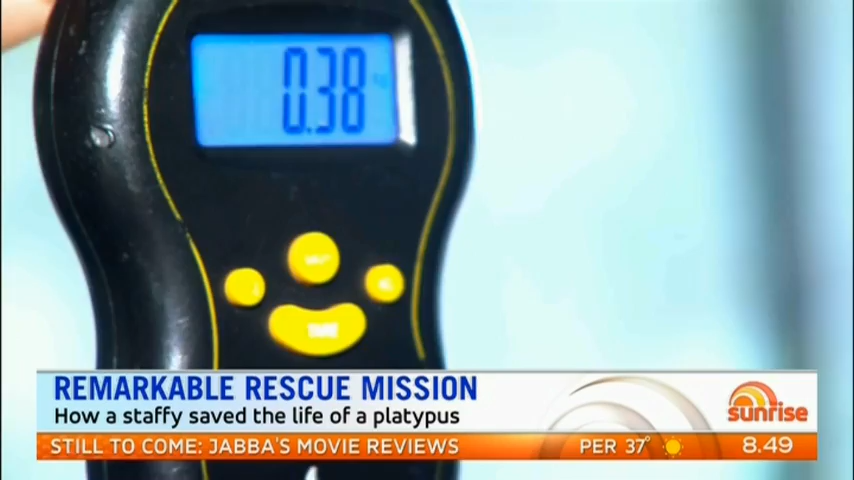 0.38
REMARKABLE RESCUE MISSION
How a staffy saved the life of a platypus
sunrise
STILL TO COME: JABBA'S MOVIE REVIEWS
PER 37°
8.49